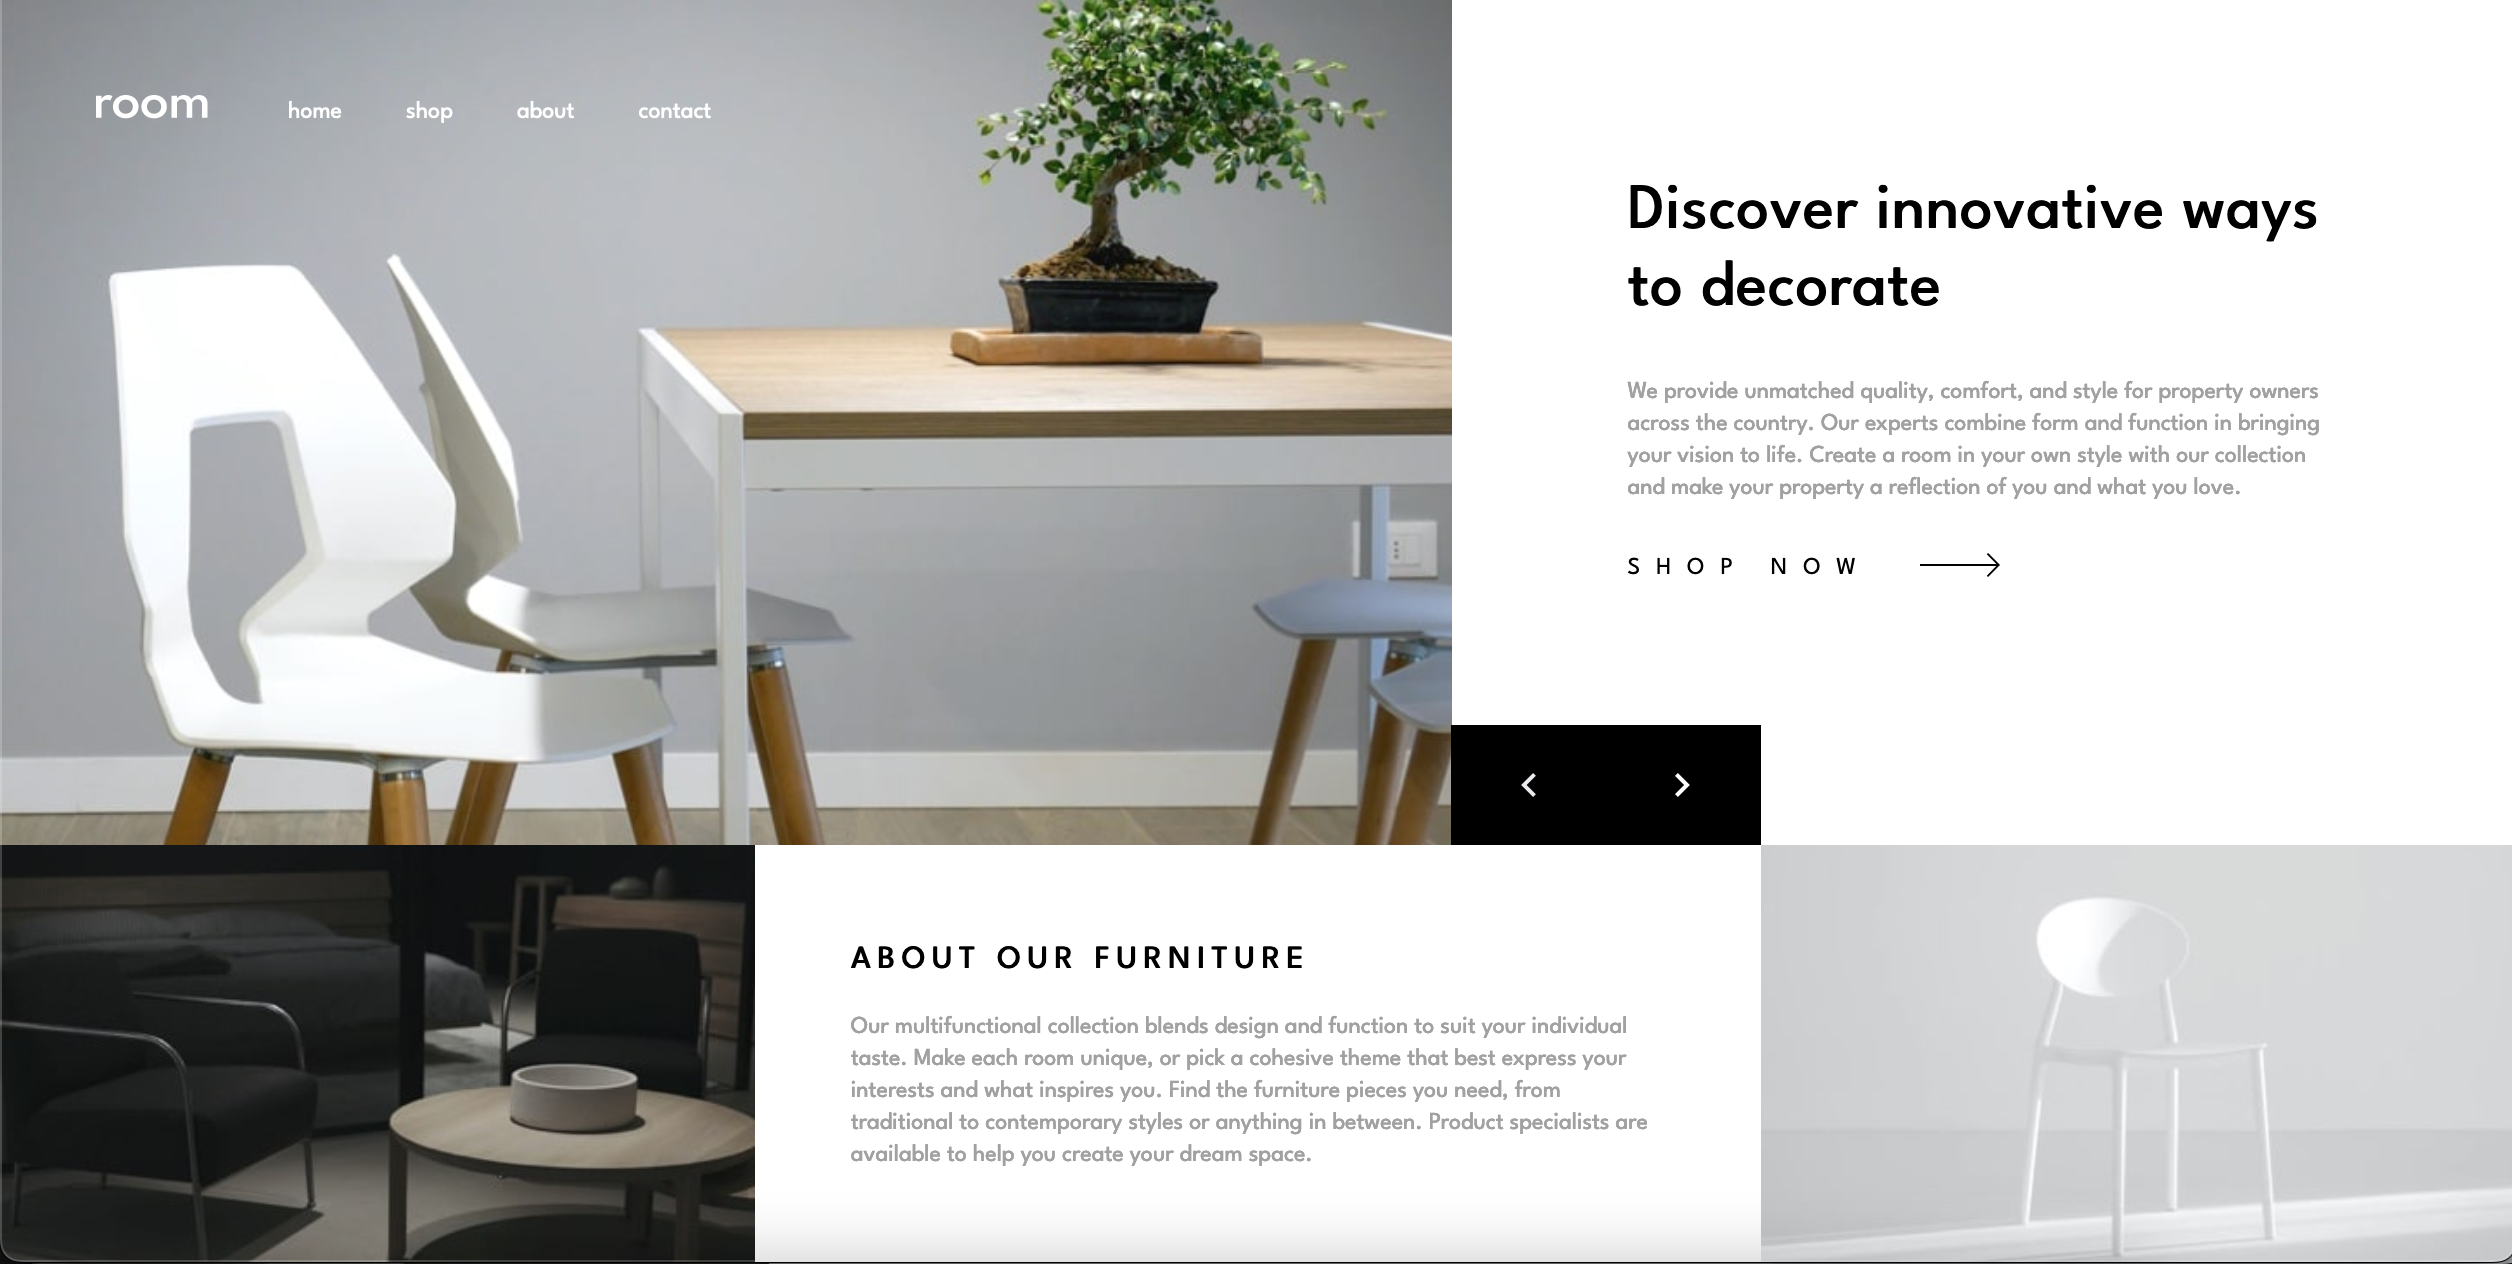 room
home shop about contact
Discover innovative ways
to decorate
We provide unmatched quality, comfort, and style for property owners
across the country. Our experts combine form and function in bringing
your vision to life. Create a room in your own style with our collection
and make your property a reflection of you and what you love.
SHOP NOW
ABOUT OUR FURNITURE
Our multifunctional collection blends design and function to suit your individual
taste. Make each room unique, or pick a cohesive theme that best express your
interests and what inspires you. Find the furniture pieces you need, from
traditional to contemporary styles or anything in between. Product specialists are
available to help you create your dream space.